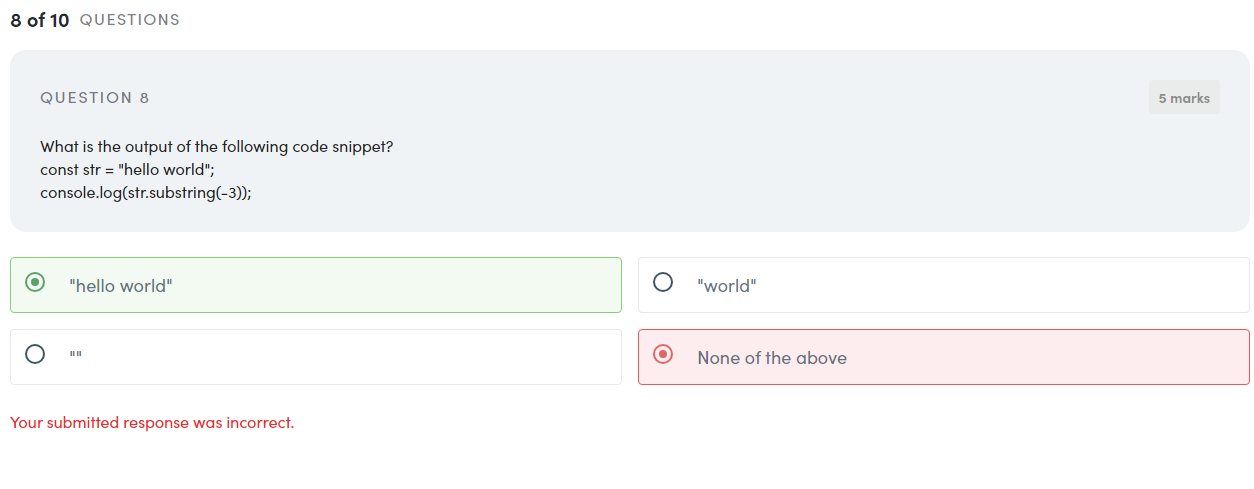 8 of 10 QUESTIONS
QUESTION 8
5 marks
What is the output of the following code snippet?
const str = "hello world";
console.log(str.substring(-3));
"hello world"
"world"
""
None of the above
Your submitted response was incorrect.